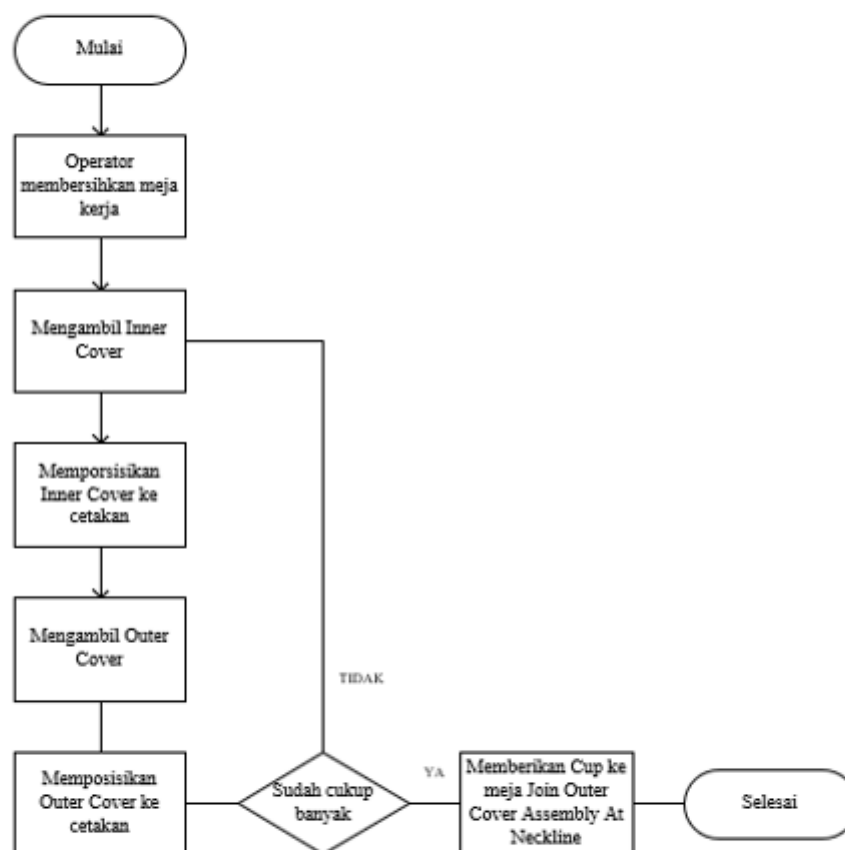 Mulai
Operator
membersihkan meja
kerja
Mengambil Inner
Cover
Memporsisikan
Inner Cover ke
cetakan
Mengambil Outer
Cover
TIDAK
Memposisikan
Outer Cover ke
cetakan
Sudah cukup
banyak
YA
Memberikan Cup ke
meja Join Outer
Cover Assembly At
Neckline
Selesai